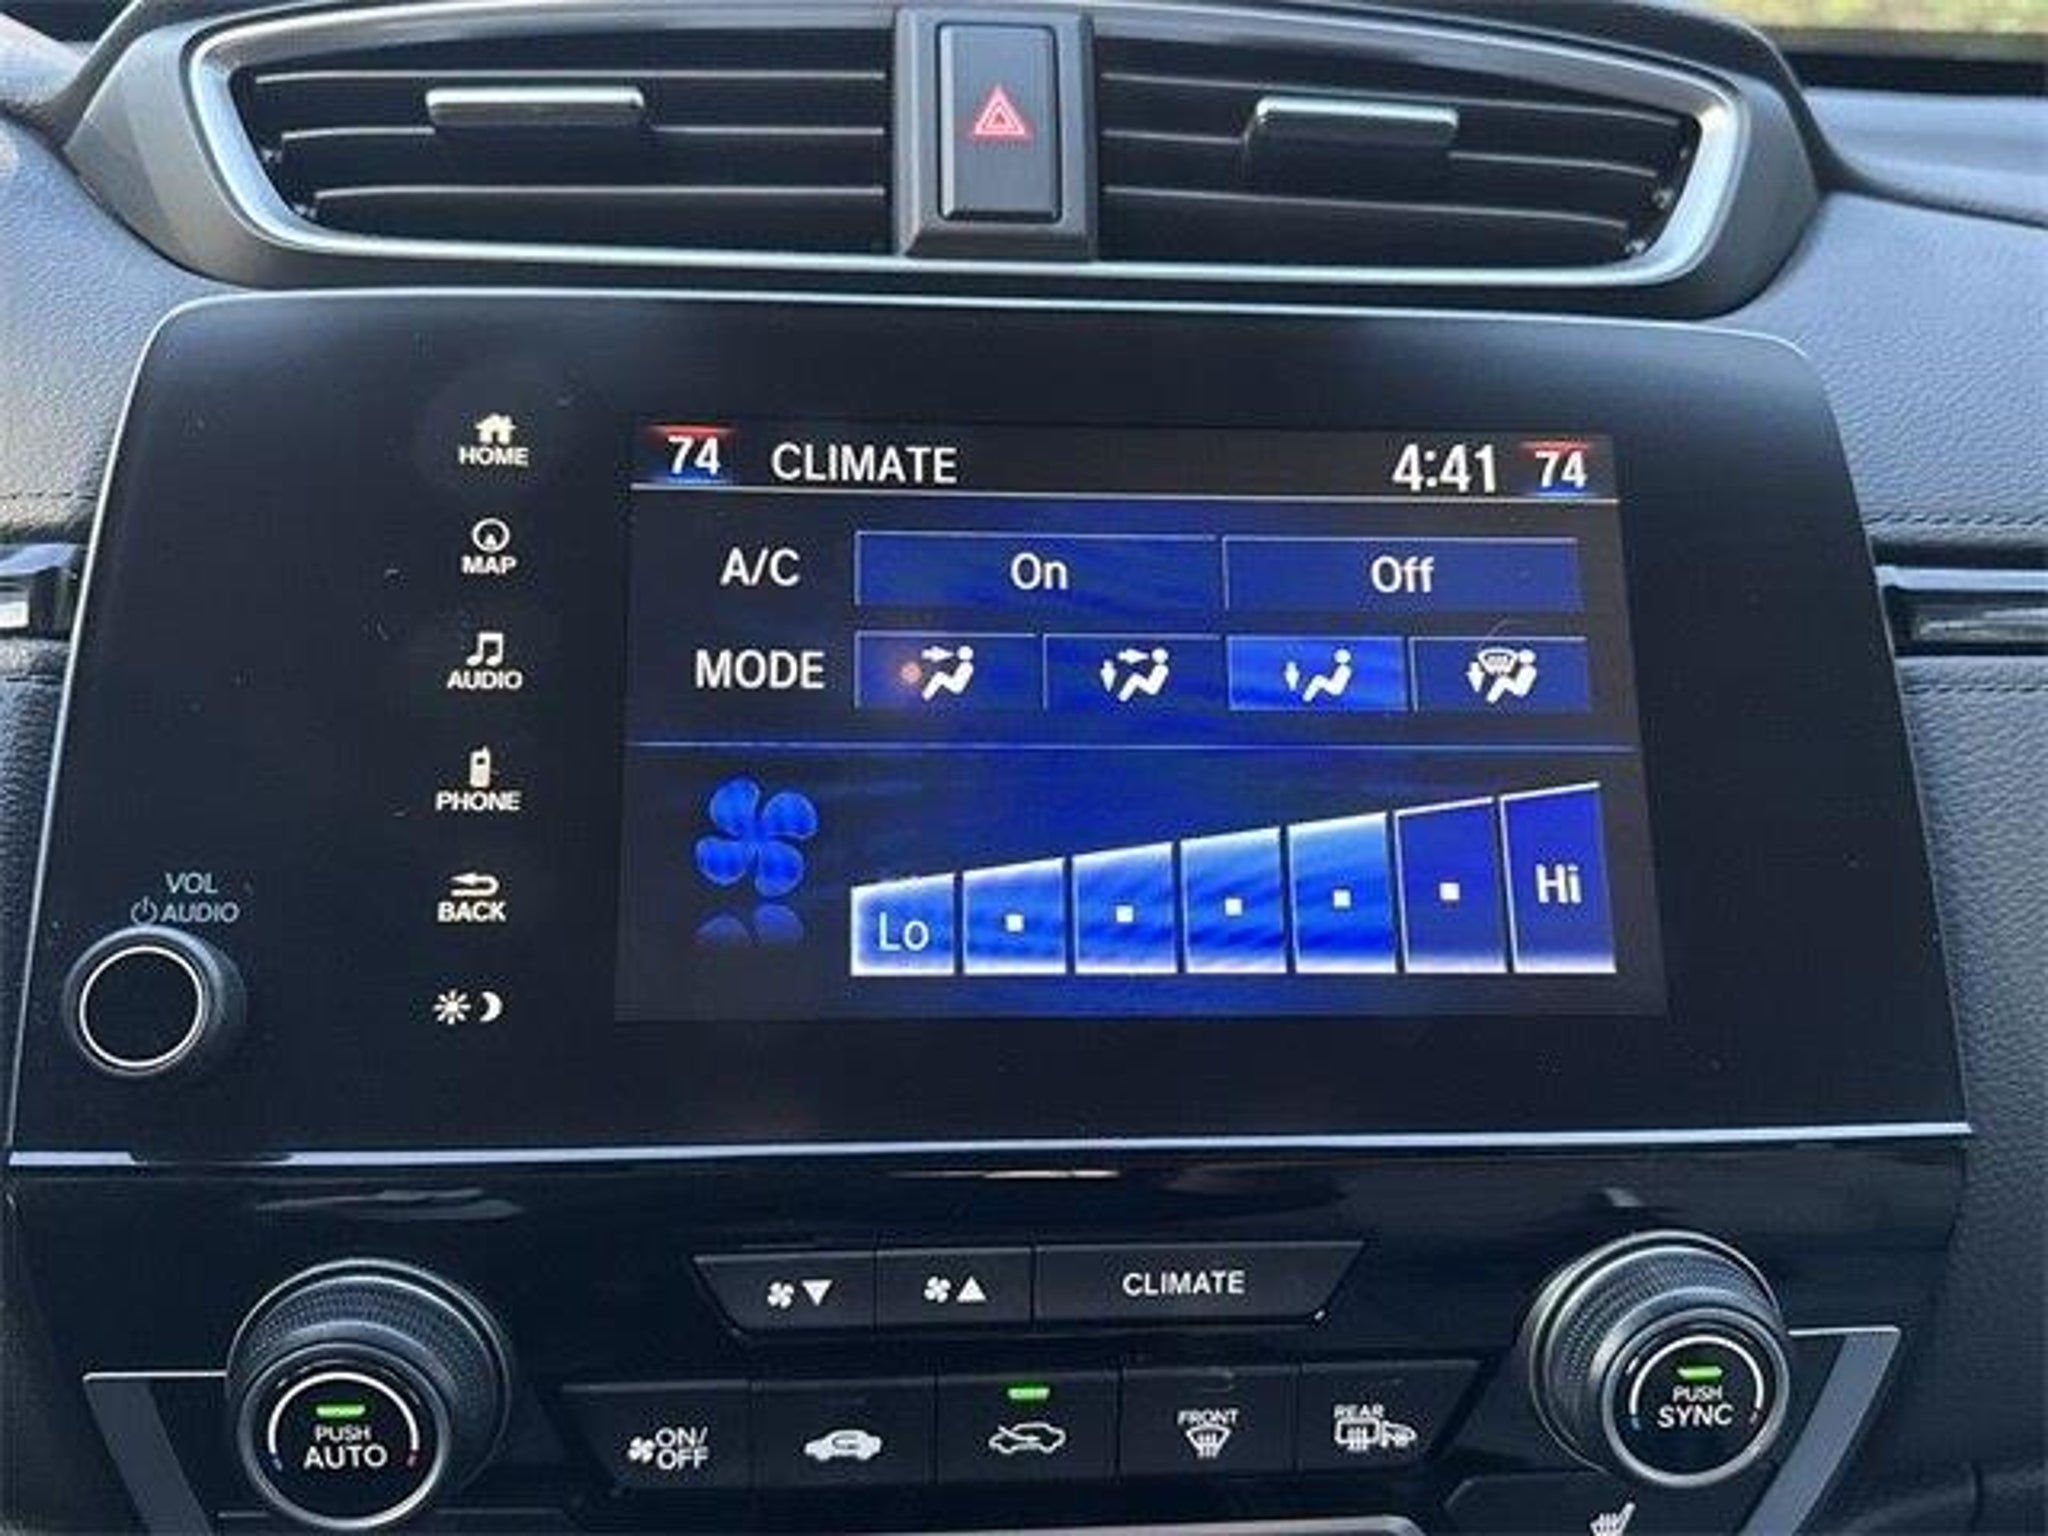 74 CLIMATE 4:41 74
HOME
A/C On Off
MAP
MODE
AUDIO
PHONE
Lo Hi
BACK
VOL
AUDIO
CLIMATE
PUSH
AUTO
ON/
OFF
FRONT
REAR
PUSH
SYNC